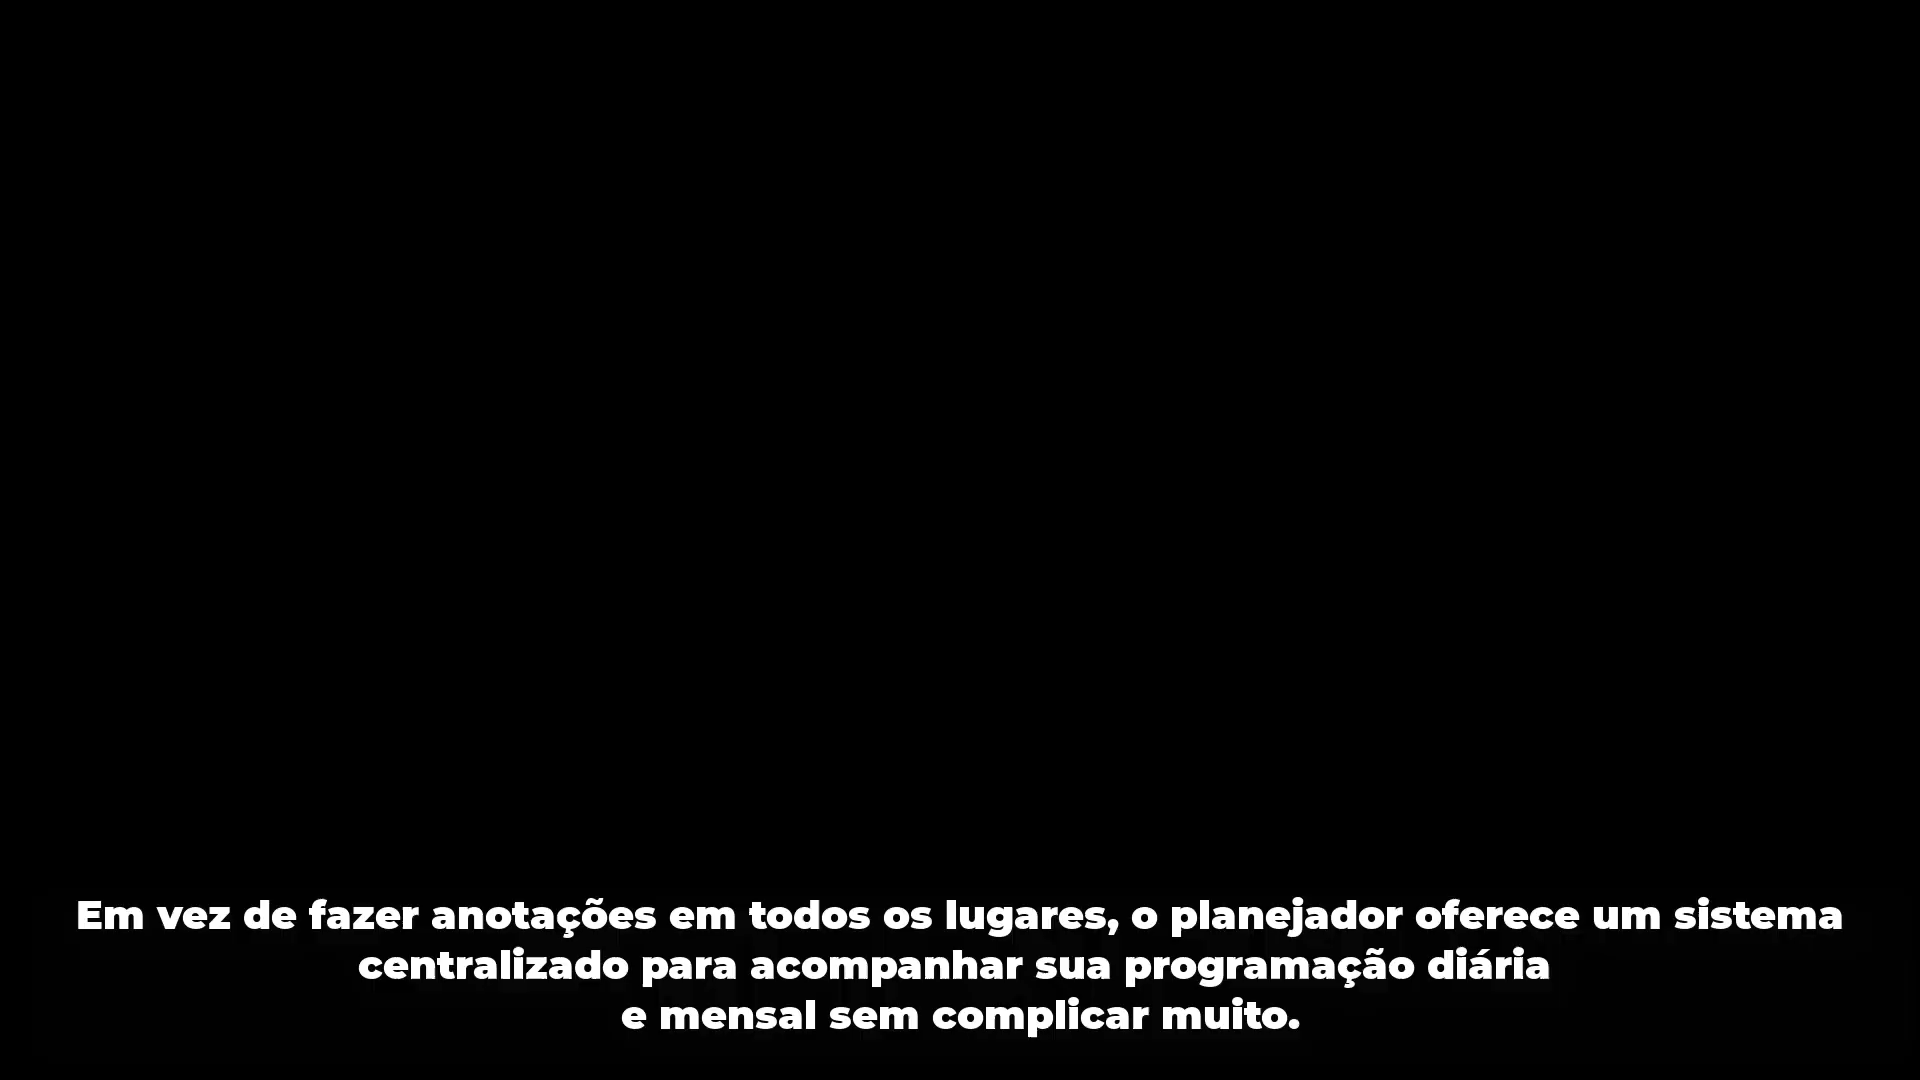 Em vez de fazer anotações em todos os lugares, o planejador oferece um sistema
centralizado para acompanhar sua programação diária
e mensal sem complicar muito.